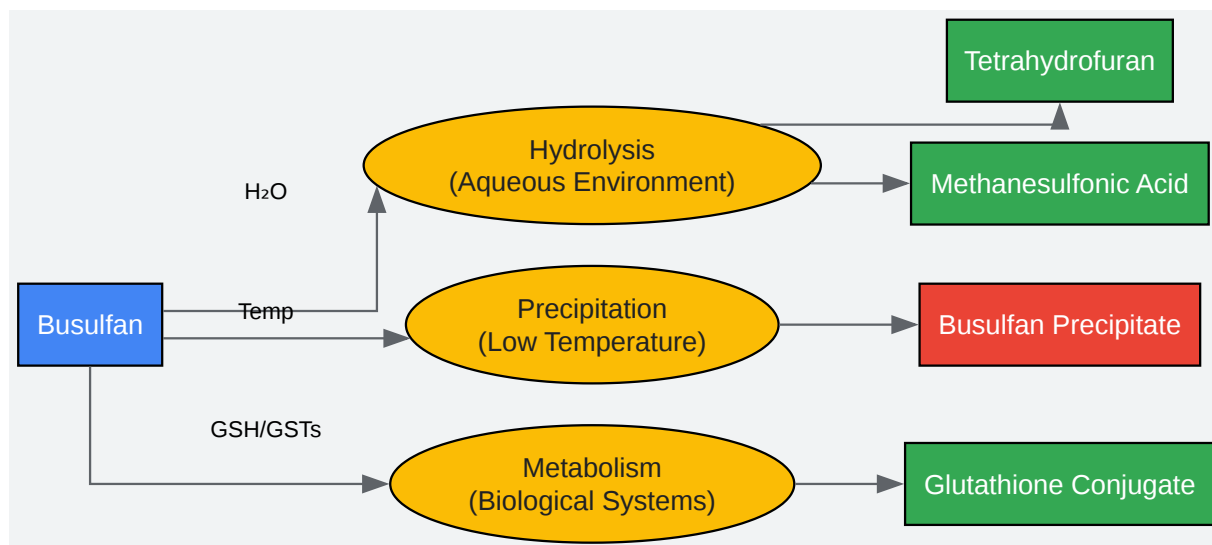 Tetrahydrofuran
Hydrolysis
(Aqueous Environment)
H₂O
Methanesulfonic Acid
Busulfan
Temp
Precipitation
(Low Temperature)
Busulfan Precipitate
GSH/GSTs
Metabolism
(Biological Systems)
Glutathione Conjugate